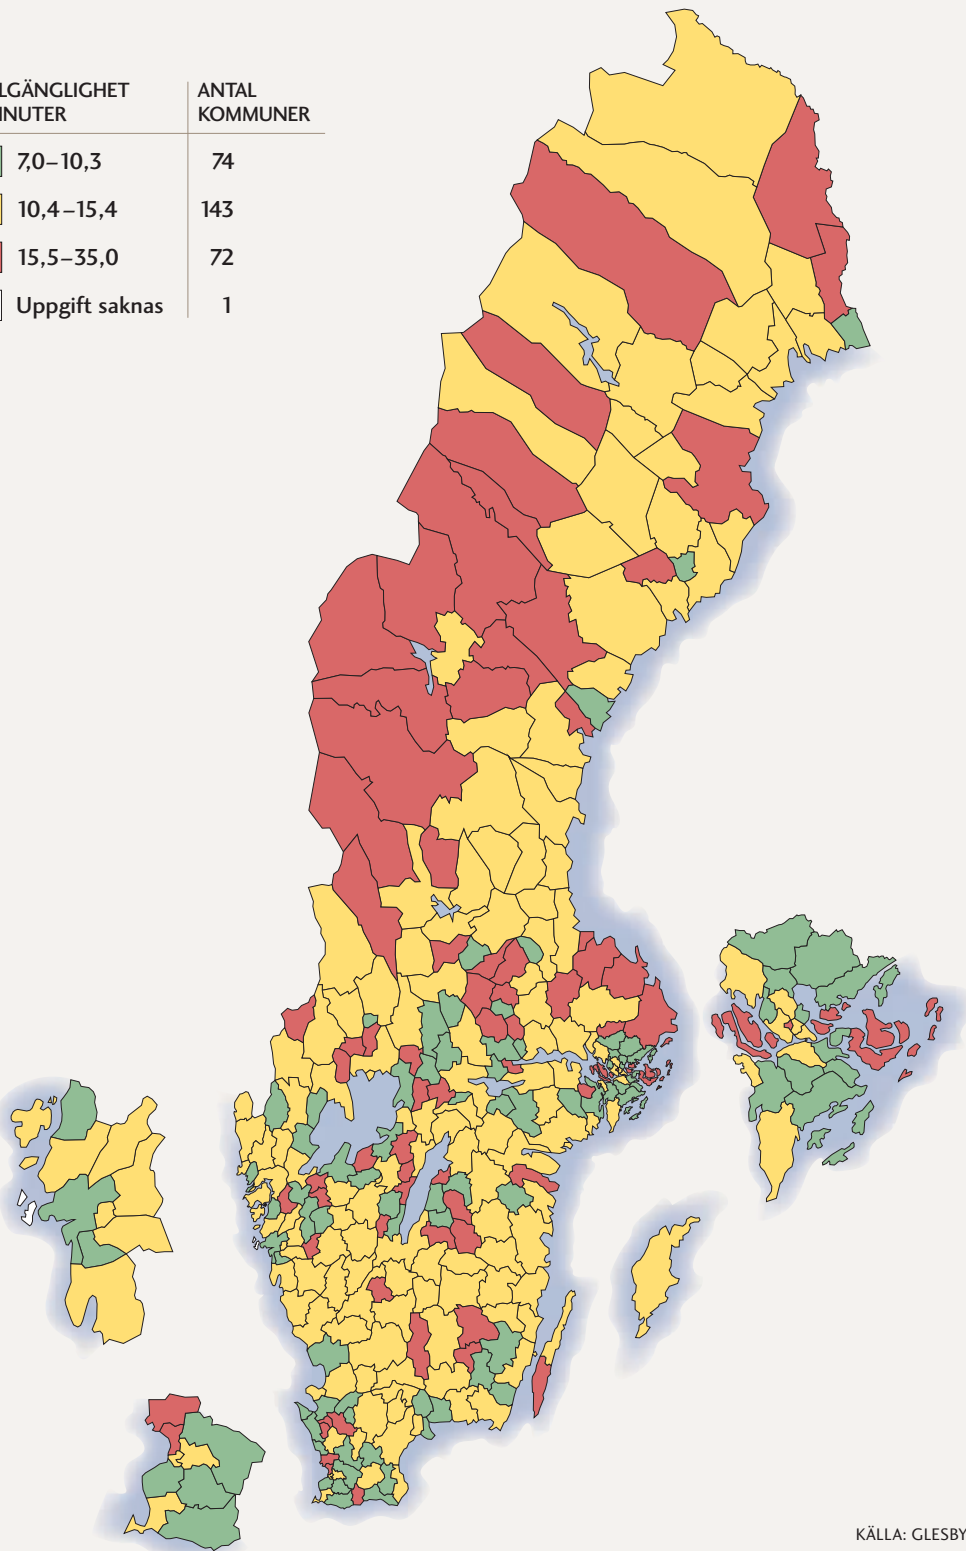 LGÄNGLIGHET
ANTAL
INUTER
KOMMUNER
7,0–10,3 74
10,4–15,4 143
15,5–35,0 72
Uppgift saknas 1
KÄLLA: GLESBY